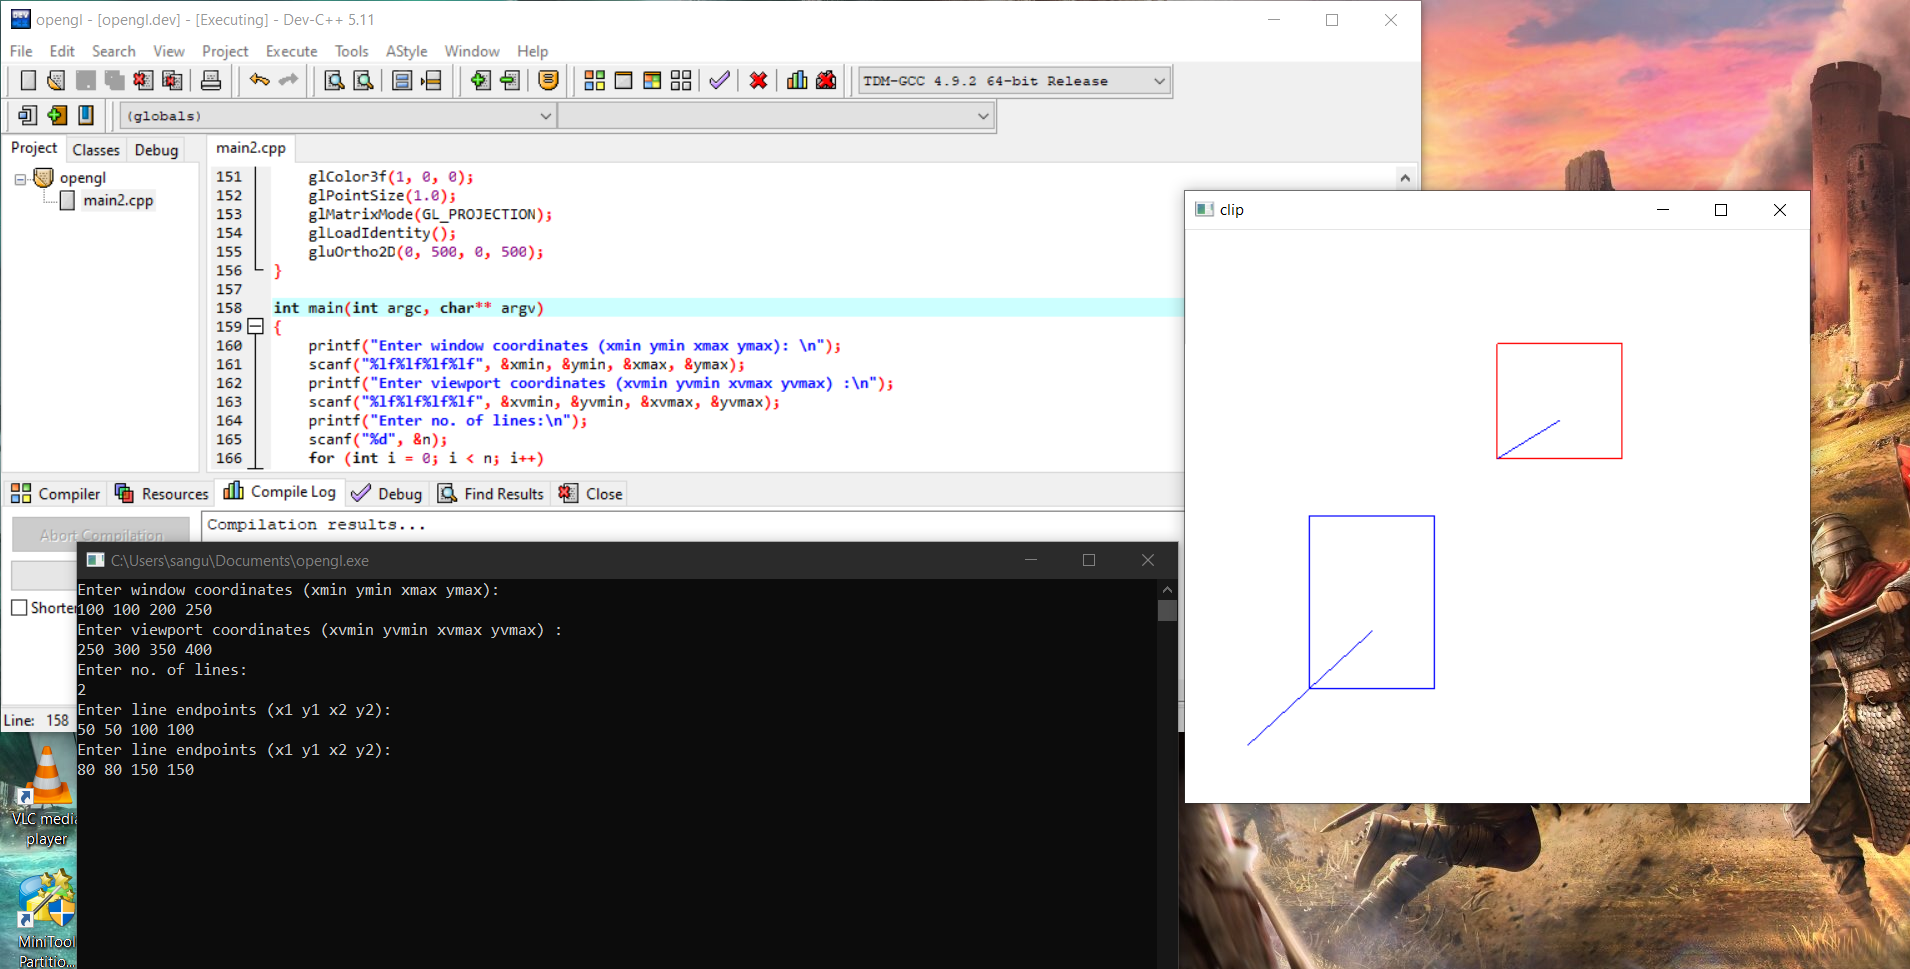 opengl - [opengl.dev] - [Executing] - Dev-C++ 5.11
File Edit Search View Project Execute Tools AStyle Window Help
TDM-GCC 4.9.2 64-bit Release
(globals)
Project Classes Debug
main2.cpp
opengl
main2.cpp
151 glColor3f(1, 0, 0);
152 glPointSize(1.0);
153 glMatrixMode(GL_PROJECTION);
154 glLoadIdentity();
155 gluOrtho2D(0, 500, 0, 500);
156 }
157
158 int main(int argc, char** argv)
159 {
160 printf("Enter window coordinates (xmin ymin xmax ymax): \n");
161 scanf("%lf%lf%lf%lf", &xmin, &ymin, &xmax, &ymax);
162 printf("Enter viewport coordinates (xvmin yvmin xvmax yvmax) :\n");
163 scanf("%lf%lf%lf%lf", &xvmin, &yvmin, &xvmax, &yvmax);
164 printf("Enter no. of lines:\n");
165 scanf("%d", &n);
166 for (int i = 0; i < n; i++)
Compiler Resources Compile Log Debug Find Results Close
Abort Compilation
Compilation results...
Shorte
Line: 158
C:\Users\sangu\Documents\opengl.exe
Enter window coordinates (xmin ymin xmax ymax):
100 100 200 250
Enter viewport coordinates (xvmin yvmin xvmax yvmax) :
250 300 350 400
Enter no. of lines:
2
Enter line endpoints (x1 y1 x2 y2):
50 50 100 100
Enter line endpoints (x1 y1 x2 y2):
80 80 150 150
clip
VLC media
player
MiniTool
Partitio...